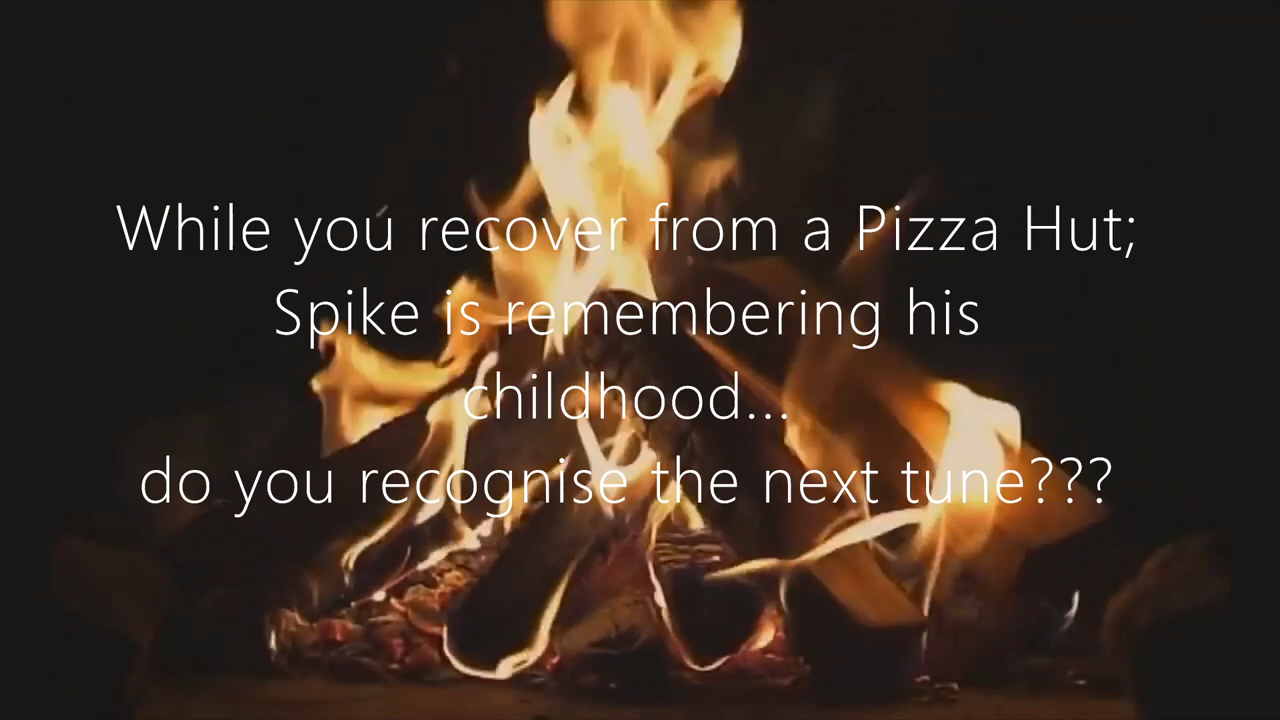 While you recover from a Pizza Hut;
Spike is remembering his
childhood...
do you recognise the next tune???